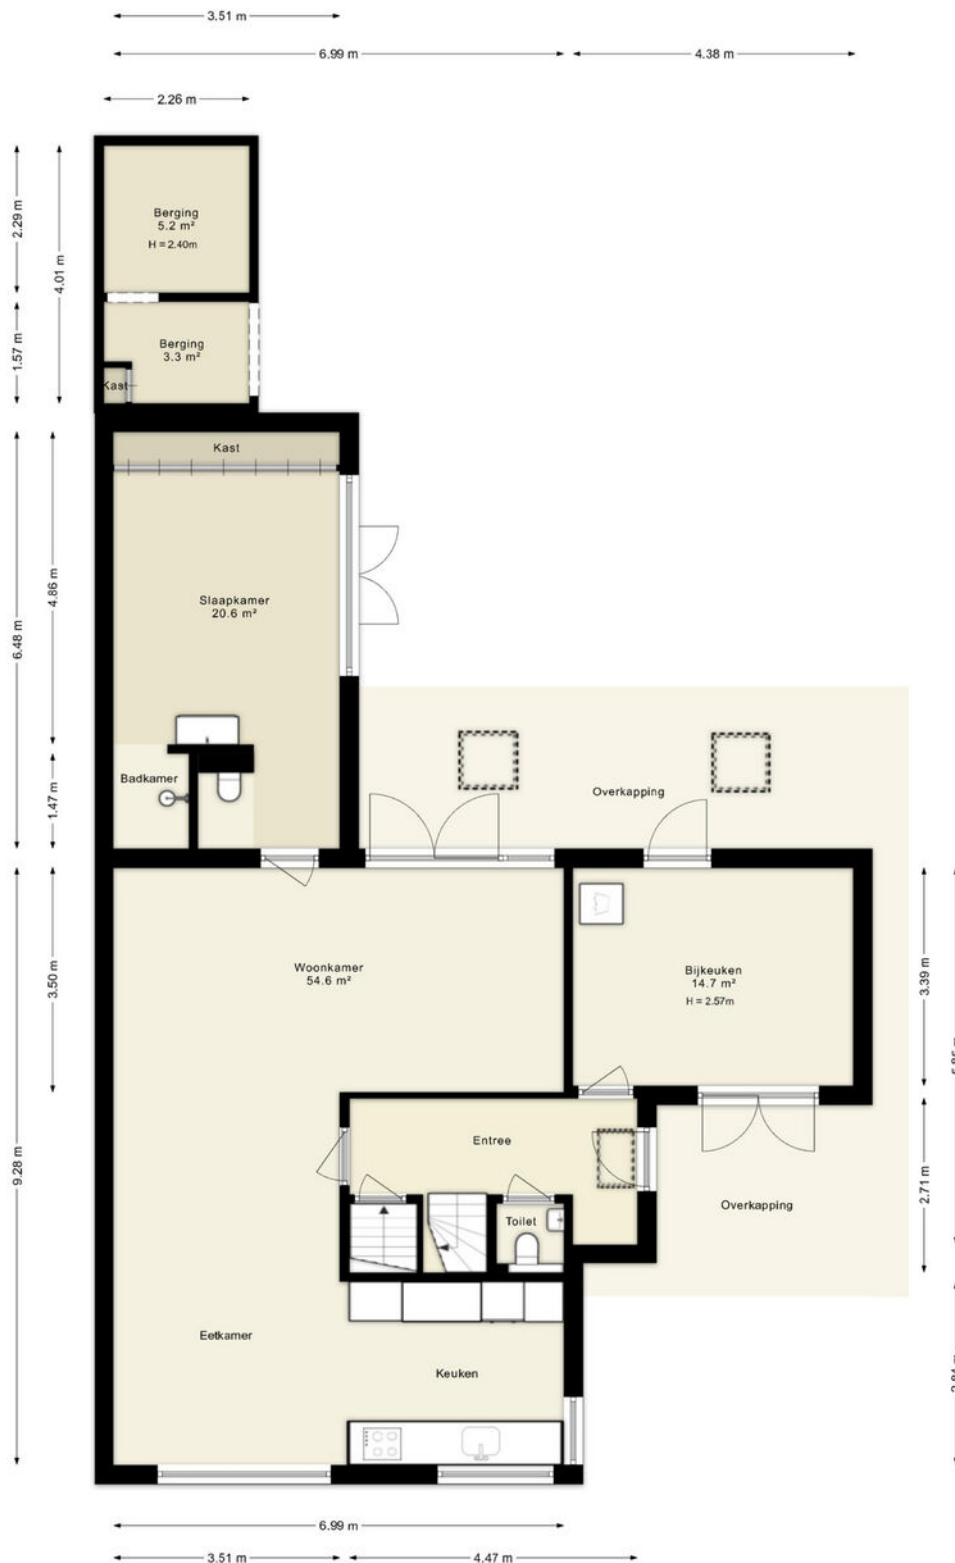 3.51 m
6.99 m
4.38 m
2.26 m
2.29 m
4.01 m
1.57 m
Berging
5.2 m²
H = 2.40m
Berging
3.3 m²
Kast
Kast
6.48 m
4.86 m
Slaapkamer
20.6 m²
1.47 m
Badkamer
Overkapping
9.28 m
3.50 m
Woonkamer
54.6 m²
Bijkeuken
14.7 m²
H = 2.57m
3.39 m
Entree
2.71 m
Toilet
Overkapping
Eetkamer
Keuken
6.99 m
3.51 m
4.47 m